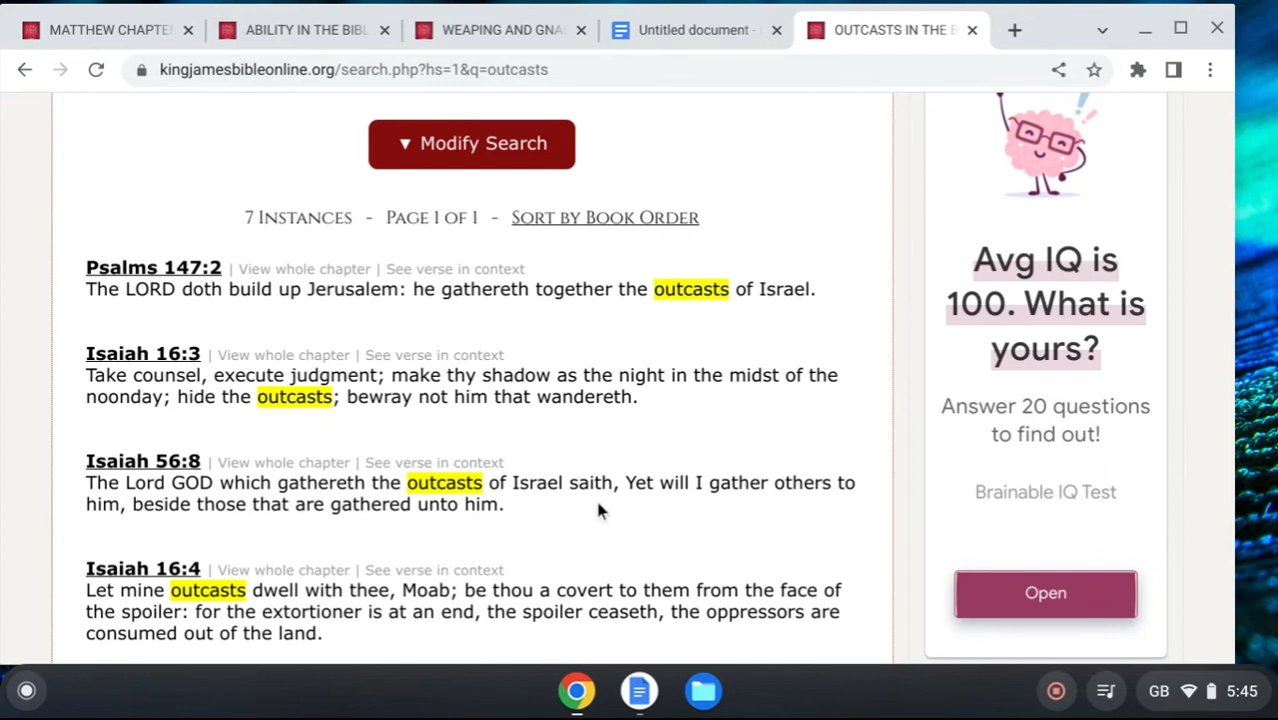 MATTHEW CHAPTE
ABILITY IN THE BIBL
WEAPING AND GNA
Untitled document -
OUTCASTS IN THE B
kingjamesbibleonline.org/search.php?hs=1&q=outcasts
▼ Modify Search
7 Instances - Page 1 of 1 - Sort by Book Order
Psalms 147:2 | View whole chapter | See verse in context
The LORD doth build up Jerusalem: he gathereth together the outcasts of Israel.
Isaiah 16:3 | View whole chapter | See verse in context
Take counsel, execute judgment; make thy shadow as the night in the midst of the
noonday; hide the outcasts; bewray not him that wandereth.
Isaiah 56:8 | View whole chapter | See verse in context
The Lord GOD which gathereth the outcasts of Israel saith, Yet will I gather others to
him, beside those that are gathered unto him.
Isaiah 16:4 | View whole chapter | See verse in context
Let mine outcasts dwell with thee, Moab; be thou a covert to them from the face of
the spoiler: for the extortioner is at an end, the spoiler ceaseth, the oppressors are
consumed out of the land.
Avg IQ is
100. What is
yours?
Answer 20 questions
to find out!
Brainable IQ Test
Open
GB
5:45